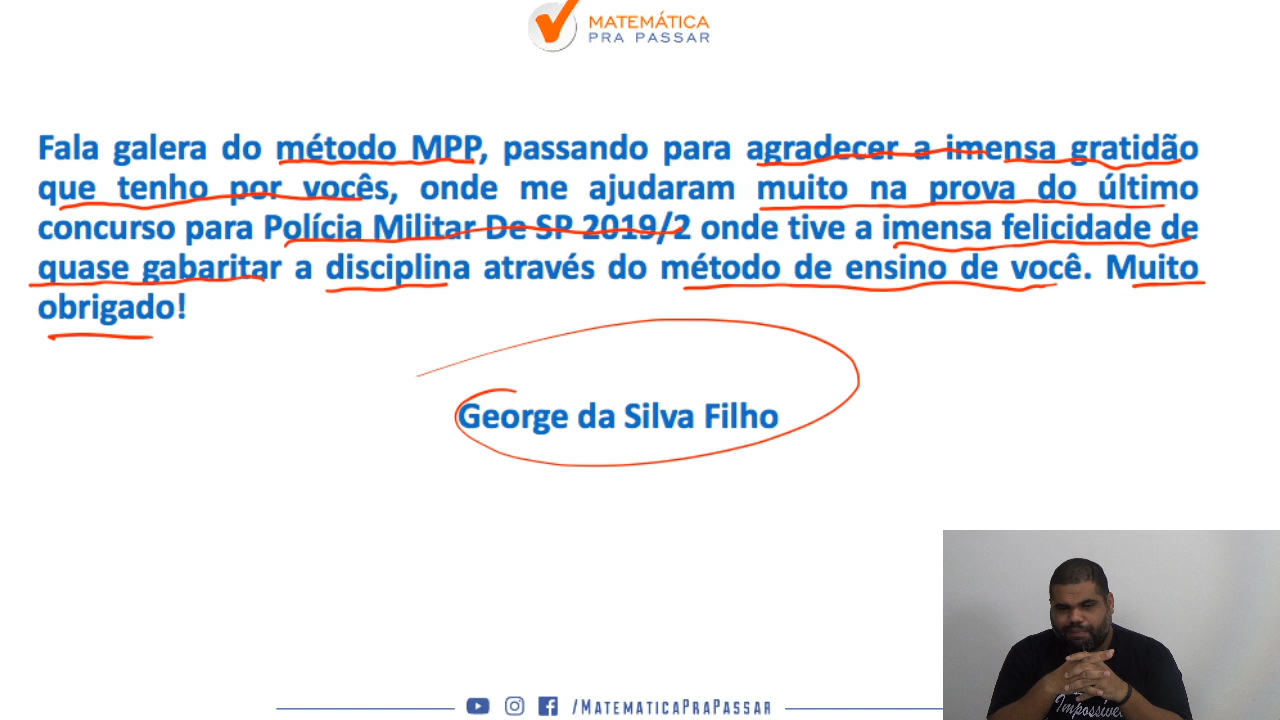 MATEMÁTICA
PRA PASSAR
Fala galera do método MPP, passando para agradecer a imensa gratidão
que tenho por vocês, onde me ajudaram muito na prova do último
concurso para Polícia Militar De SP 2019/2 onde tive a imensa felicidade de
quase gabaritar a disciplina através do método de ensino de você. Muito
obrigado!
George da Silva Filho
Impossível
/MATEMATICAPRAPASSAR